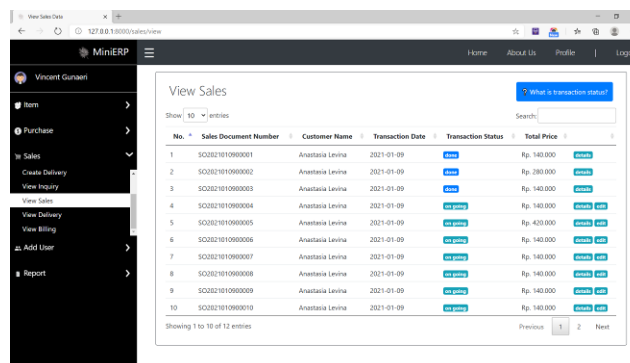 View Sales Data
127.0.0.1:8000/sales/view
MiniERP Home About Us Profile | Logo
Vincent Gunaeri
Item
Purchase
Sales
Create Delivery
View Inquiry
View Sales
View Delivery
View Billing
Add User
Report
View Sales ? What is transaction status?
Show 10 entries Search:
No. Sales Document Number Customer Name Transaction Date Transaction Status Total Price
1 SO2021010900001 Anastasia Levina 2021-01-09 done Rp. 140.000 details
2 SO2021010900002 Anastasia Levina 2021-01-09 done Rp. 280.000 details
3 SO2021010900003 Anastasia Levina 2021-01-09 done Rp. 140.000 details
4 SO2021010900004 Anastasia Levina 2021-01-09 on going Rp. 140.000 details edit
5 SO2021010900005 Anastasia Levina 2021-01-09 on going Rp. 420.000 details edit
6 SO2021010900006 Anastasia Levina 2021-01-09 on going Rp. 140.000 details edit
7 SO2021010900007 Anastasia Levina 2021-01-09 on going Rp. 140.000 details edit
8 SO2021010900008 Anastasia Levina 2021-01-09 on going Rp. 140.000 details edit
9 SO2021010900009 Anastasia Levina 2021-01-09 on going Rp. 140.000 details edit
10 SO2021010900010 Anastasia Levina 2021-01-09 on going Rp. 140.000 details edit
Showing 1 to 10 of 12 entries Previous 1 2 Next